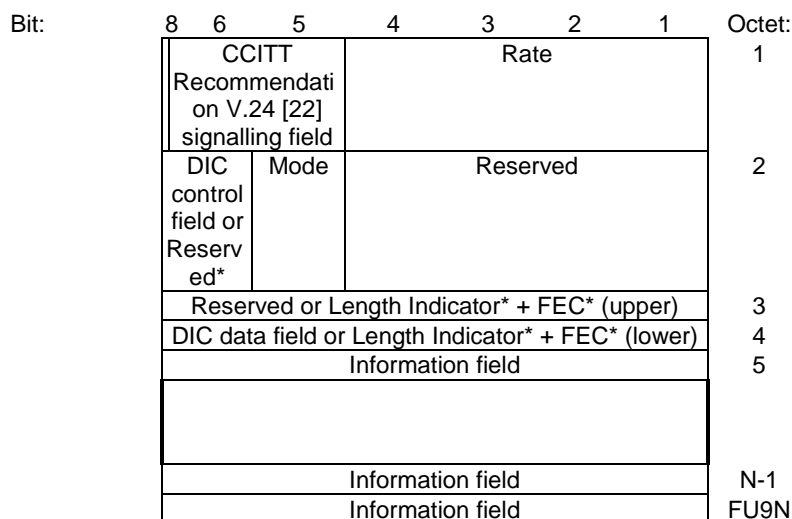 Bit: 8 6 5 4 3 2 1 Octet:
CCITT Rate 1
Recommendati
on V.24 [22]
signalling field
DIC Mode Reserved 2
control
field or
Reserv
ed*
Reserved or Length Indicator* + FEC* (upper) 3
DIC data field or Length Indicator* + FEC* (lower) 4
Information field 5
Information field N-1
Information field FU9N